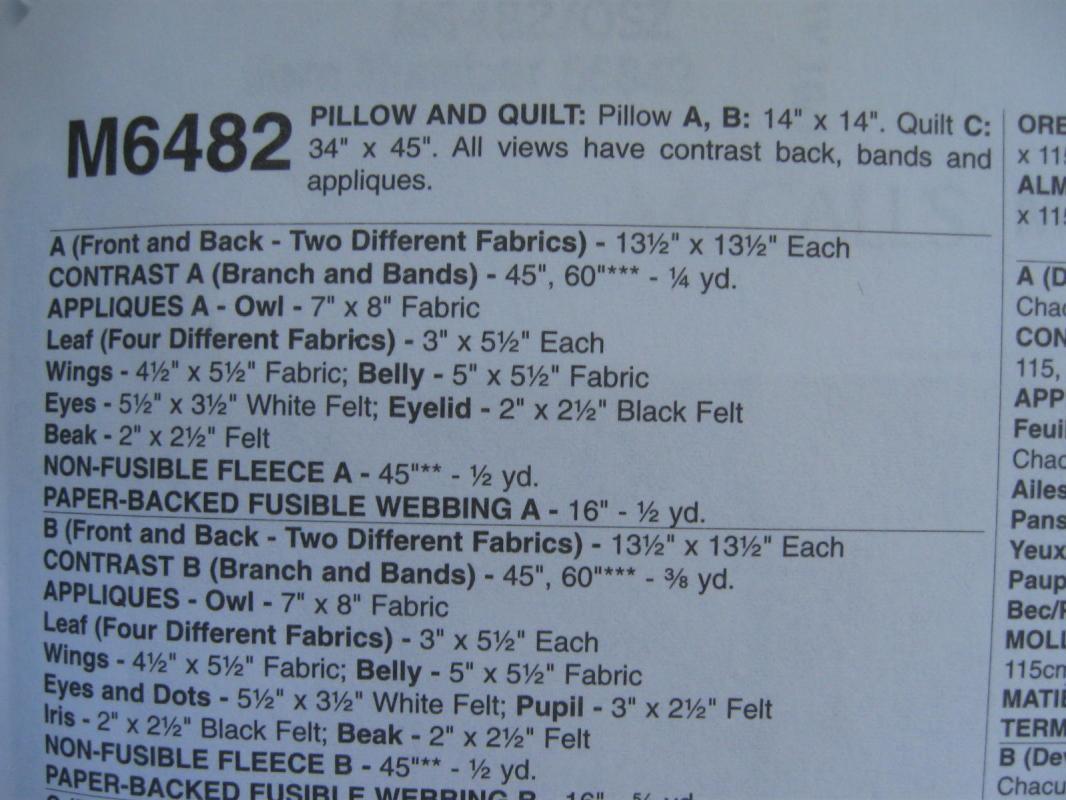 M6482
PILLOW AND QUILT: Pillow A, B: 14" x 14". Quilt C:
34" x 45". All views have contrast back, bands and
appliques.
A (Front and Back - Two Different Fabrics) - 13½" x 13½" Each
CONTRAST A (Branch and Bands) - 45", 60"*** - ¼ yd.
APPLIQUES A - Owl - 7" x 8" Fabric
Leaf (Four Different Fabrics) - 3" x 5½" Each
Wings - 4½" x 5½" Fabric; Belly - 5" x 5½" Fabric
Eyes - 5½" x 3½" White Felt; Eyelid - 2" x 2½" Black Felt
Beak - 2" x 2½" Felt
NON-FUSIBLE FLEECE A - 45"** - ½ yd.
PAPER-BACKED FUSIBLE WEBBING A - 16" - ½ yd.
B (Front and Back - Two Different Fabrics) - 13½" x 13½" Each
CONTRAST B (Branch and Bands) - 45", 60"*** - ⅜ yd.
APPLIQUES - Owl - 7" x 8" Fabric
Leaf (Four Different Fabrics) - 3" x 5½" Each
Wings - 4½" x 5½" Fabric; Belly - 5" x 5½" Fabric
Eyes and Dots - 5½" x 3½" White Felt; Pupil - 3" x 2½" Felt
Iris - 2" x 2½" Black Felt; Beak - 2" x 2½" Felt
NON-FUSIBLE FLEECE B - 45"** - ½ yd.
PAPER-BACKED FUSIBLE WEBBING B - 16" - yd.
ORE
x 11
ALM
x 11
A (D
Chac
CON
115,
APP
Feui
Chac
Ailes
Pans
Yeux
Paup
Bec/
MOLL
115cm
MATIE
TERM
B (De
Chacu